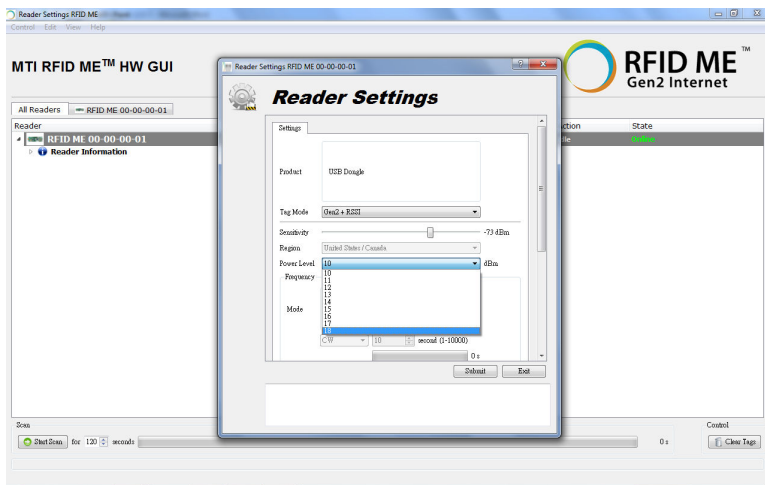 Reader Settings RFID ME
Control Edit View Help
MTI RFID ME™ HW GUI
RFID ME™
Gen2 Internet
All Readers
RFID ME 00-00-00-01
Reader
ction
State
RFID ME 00-00-00-01
dle
Online
Reader Information
Reader Settings RFID ME 00-00-00-01
Reader Settings
Settings
Product
USB Dongle
Tag Mode
Gen2 + RSSI
Sensitivity
-73 dBm
Region
United States / Canada
Power Level
10
dBm
Frequency
10
11
12
13
14
15
16
17
18
Mode
CW
10
second (1-10000)
0 s
Submit
Exit
Scan
Start Scan
for
120
seconds
0 s
Control
Clear Tags